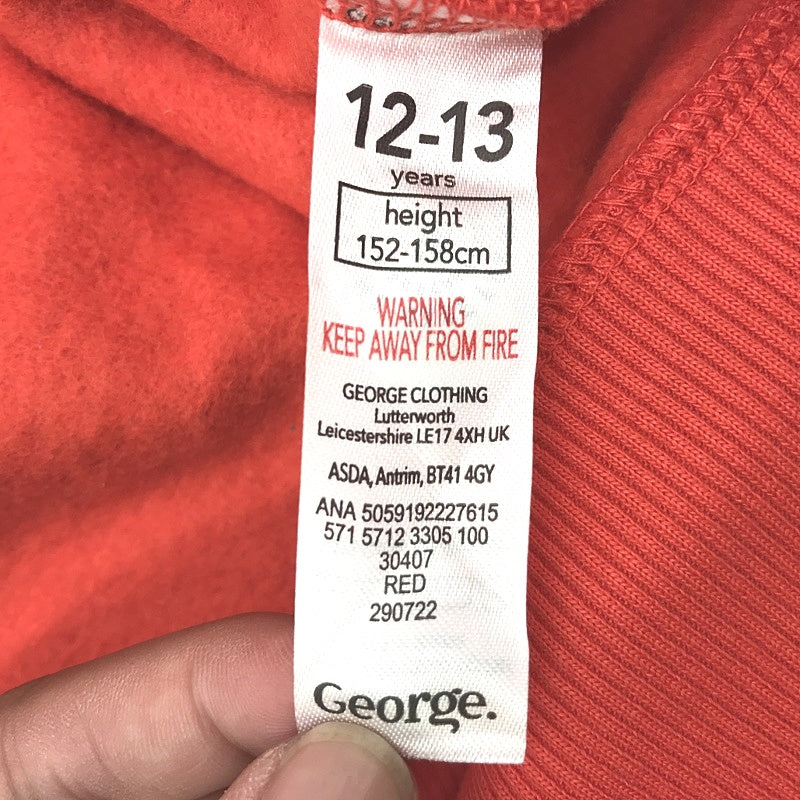 12-13
years
height
152-158cm
WARNING
KEEP AWAY FROM FIRE
GEORGE CLOTHING
Lutterworth
Leicestershire LE17 4XH UK
ASDA, Antrim, BT41 4GY
ANA 5059192227615
571 5712 3305 100
30407
RED
290722
George.